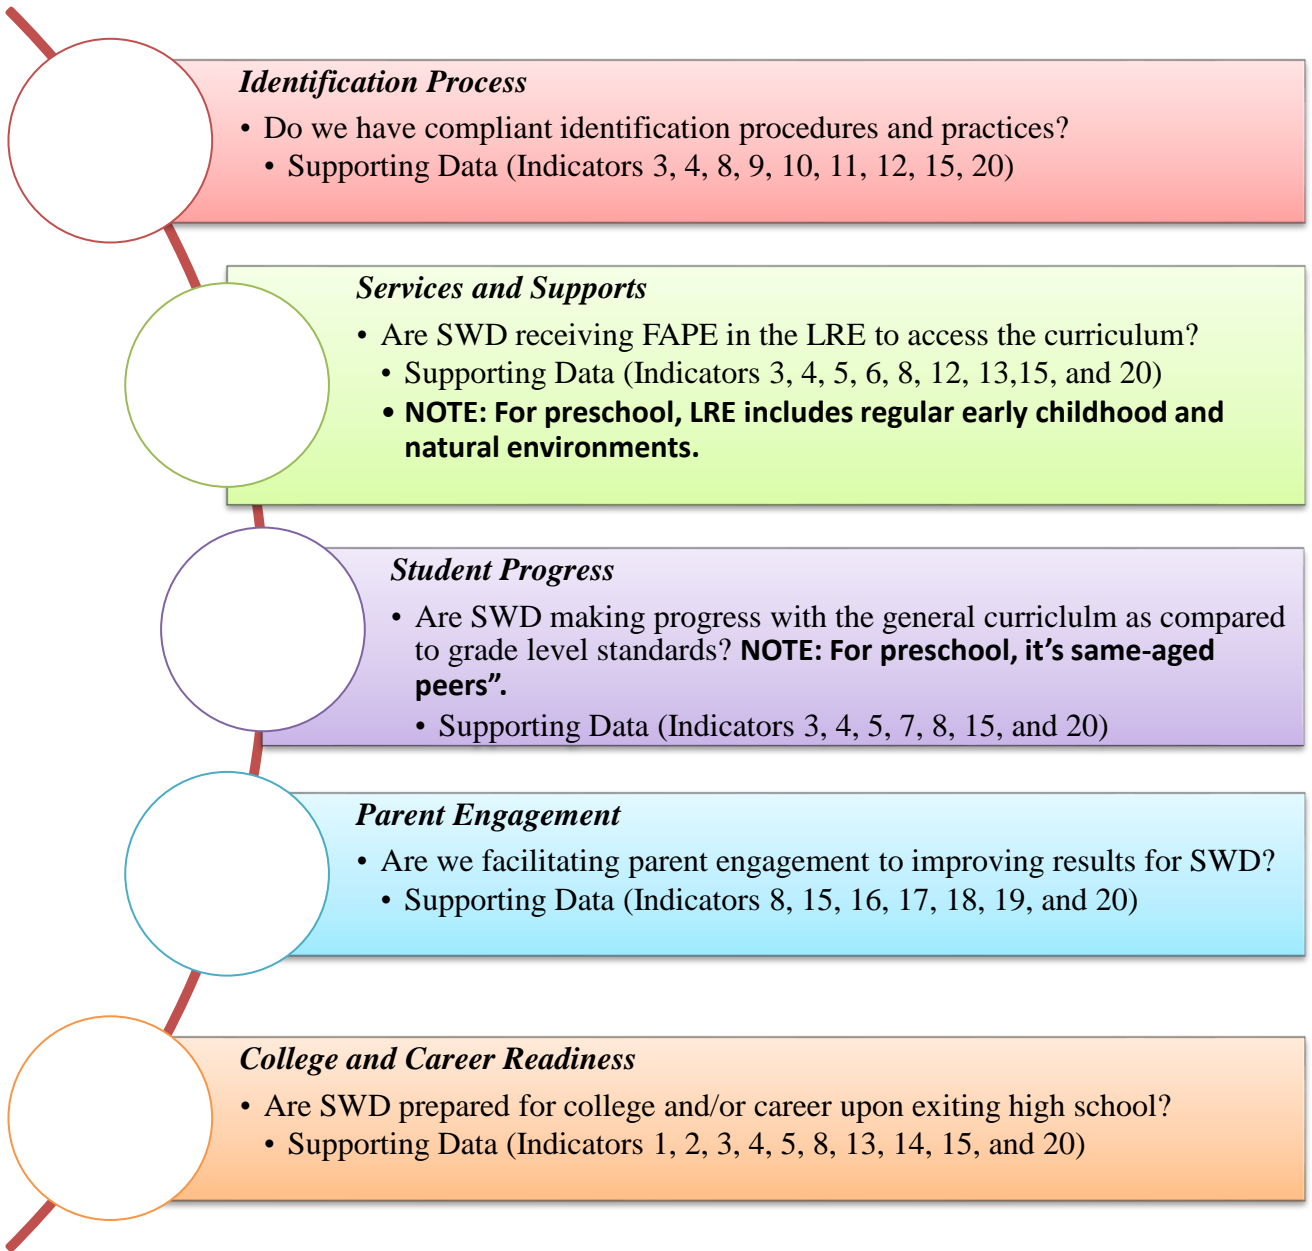 Identification Process
• Do we have compliant identification procedures and practices?
• Supporting Data (Indicators 3, 4, 8, 9, 10, 11, 12, 15, 20)
Services and Supports
• Are SWD receiving FAPE in the LRE to access the curriculum?
• Supporting Data (Indicators 3, 4, 5, 6, 8, 12, 13,15, and 20)
• NOTE: For preschool, LRE includes regular early childhood and
natural environments.
Student Progress
• Are SWD making progress with the general curriclulm as compared
to grade level standards? NOTE: For preschool, it’s same-aged
peers”.
• Supporting Data (Indicators 3, 4, 5, 7, 8, 15, and 20)
Parent Engagement
• Are we facilitating parent engagement to improving results for SWD?
• Supporting Data (Indicators 8, 15, 16, 17, 18, 19, and 20)
College and Career Readiness
• Are SWD prepared for college and/or career upon exiting high school?
• Supporting Data (Indicators 1, 2, 3, 4, 5, 8, 13, 14, 15, and 20)